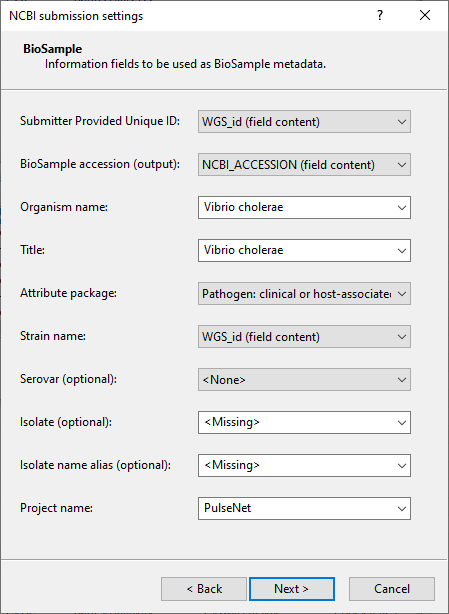 NCBI submission settings
BioSample
Information fields to be used as BioSample metadata.
Submitter Provided Unique ID: WGS_id (field content)
BioSample accession (output): NCBI_ACCESSION (field content)
Organism name: Vibrio cholerae
Title: Vibrio cholerae
Attribute package: Pathogen: clinical or host-associated
Strain name: WGS_id (field content)
Serovar (optional): <None>
Isolate (optional): <Missing>
Isolate name alias (optional): <Missing>
Project name: PulseNet
< Back Next > Cancel